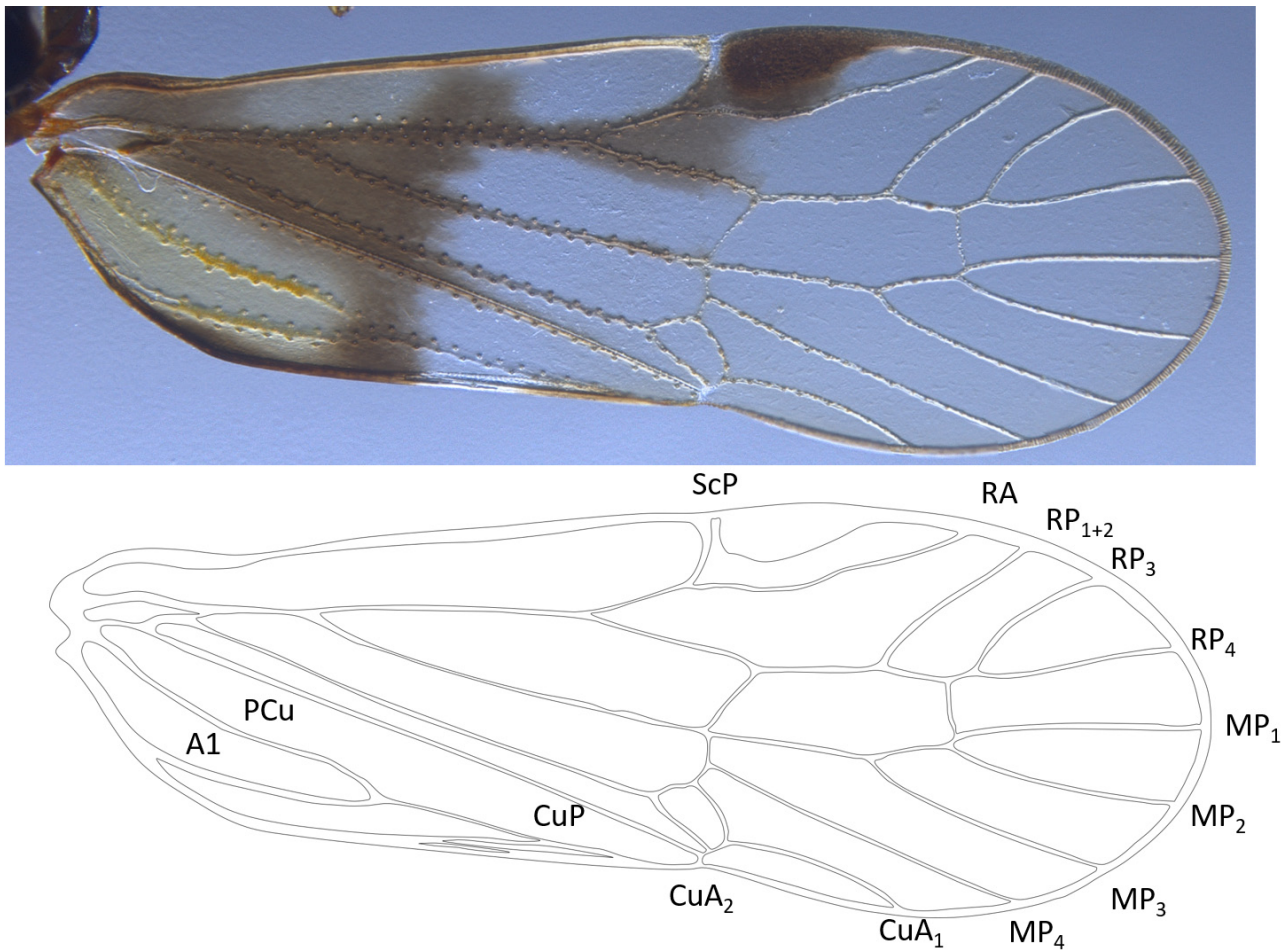 ScP
RA
RP₁₊₂
RP₃
RP₄
PCu
A1
MP₁
CuP
MP₂
CuA₂
MP₃
CuA₁
MP₄